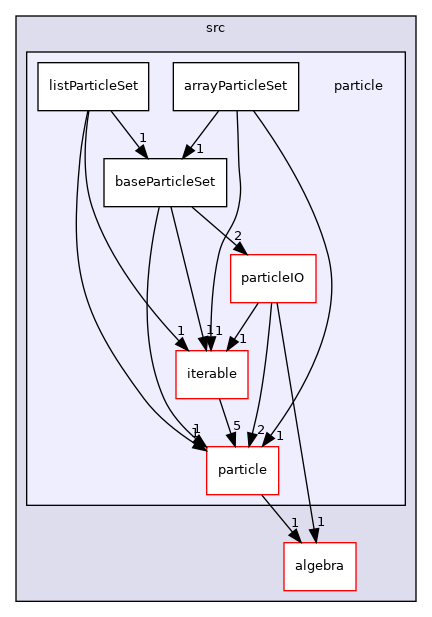 src
listParticleSet
arrayParticleSet
particle
1
1
baseParticleSet
2
particleIO
1
1
1
1
iterable
5
1
1
2
1
particle
1
1
algebra